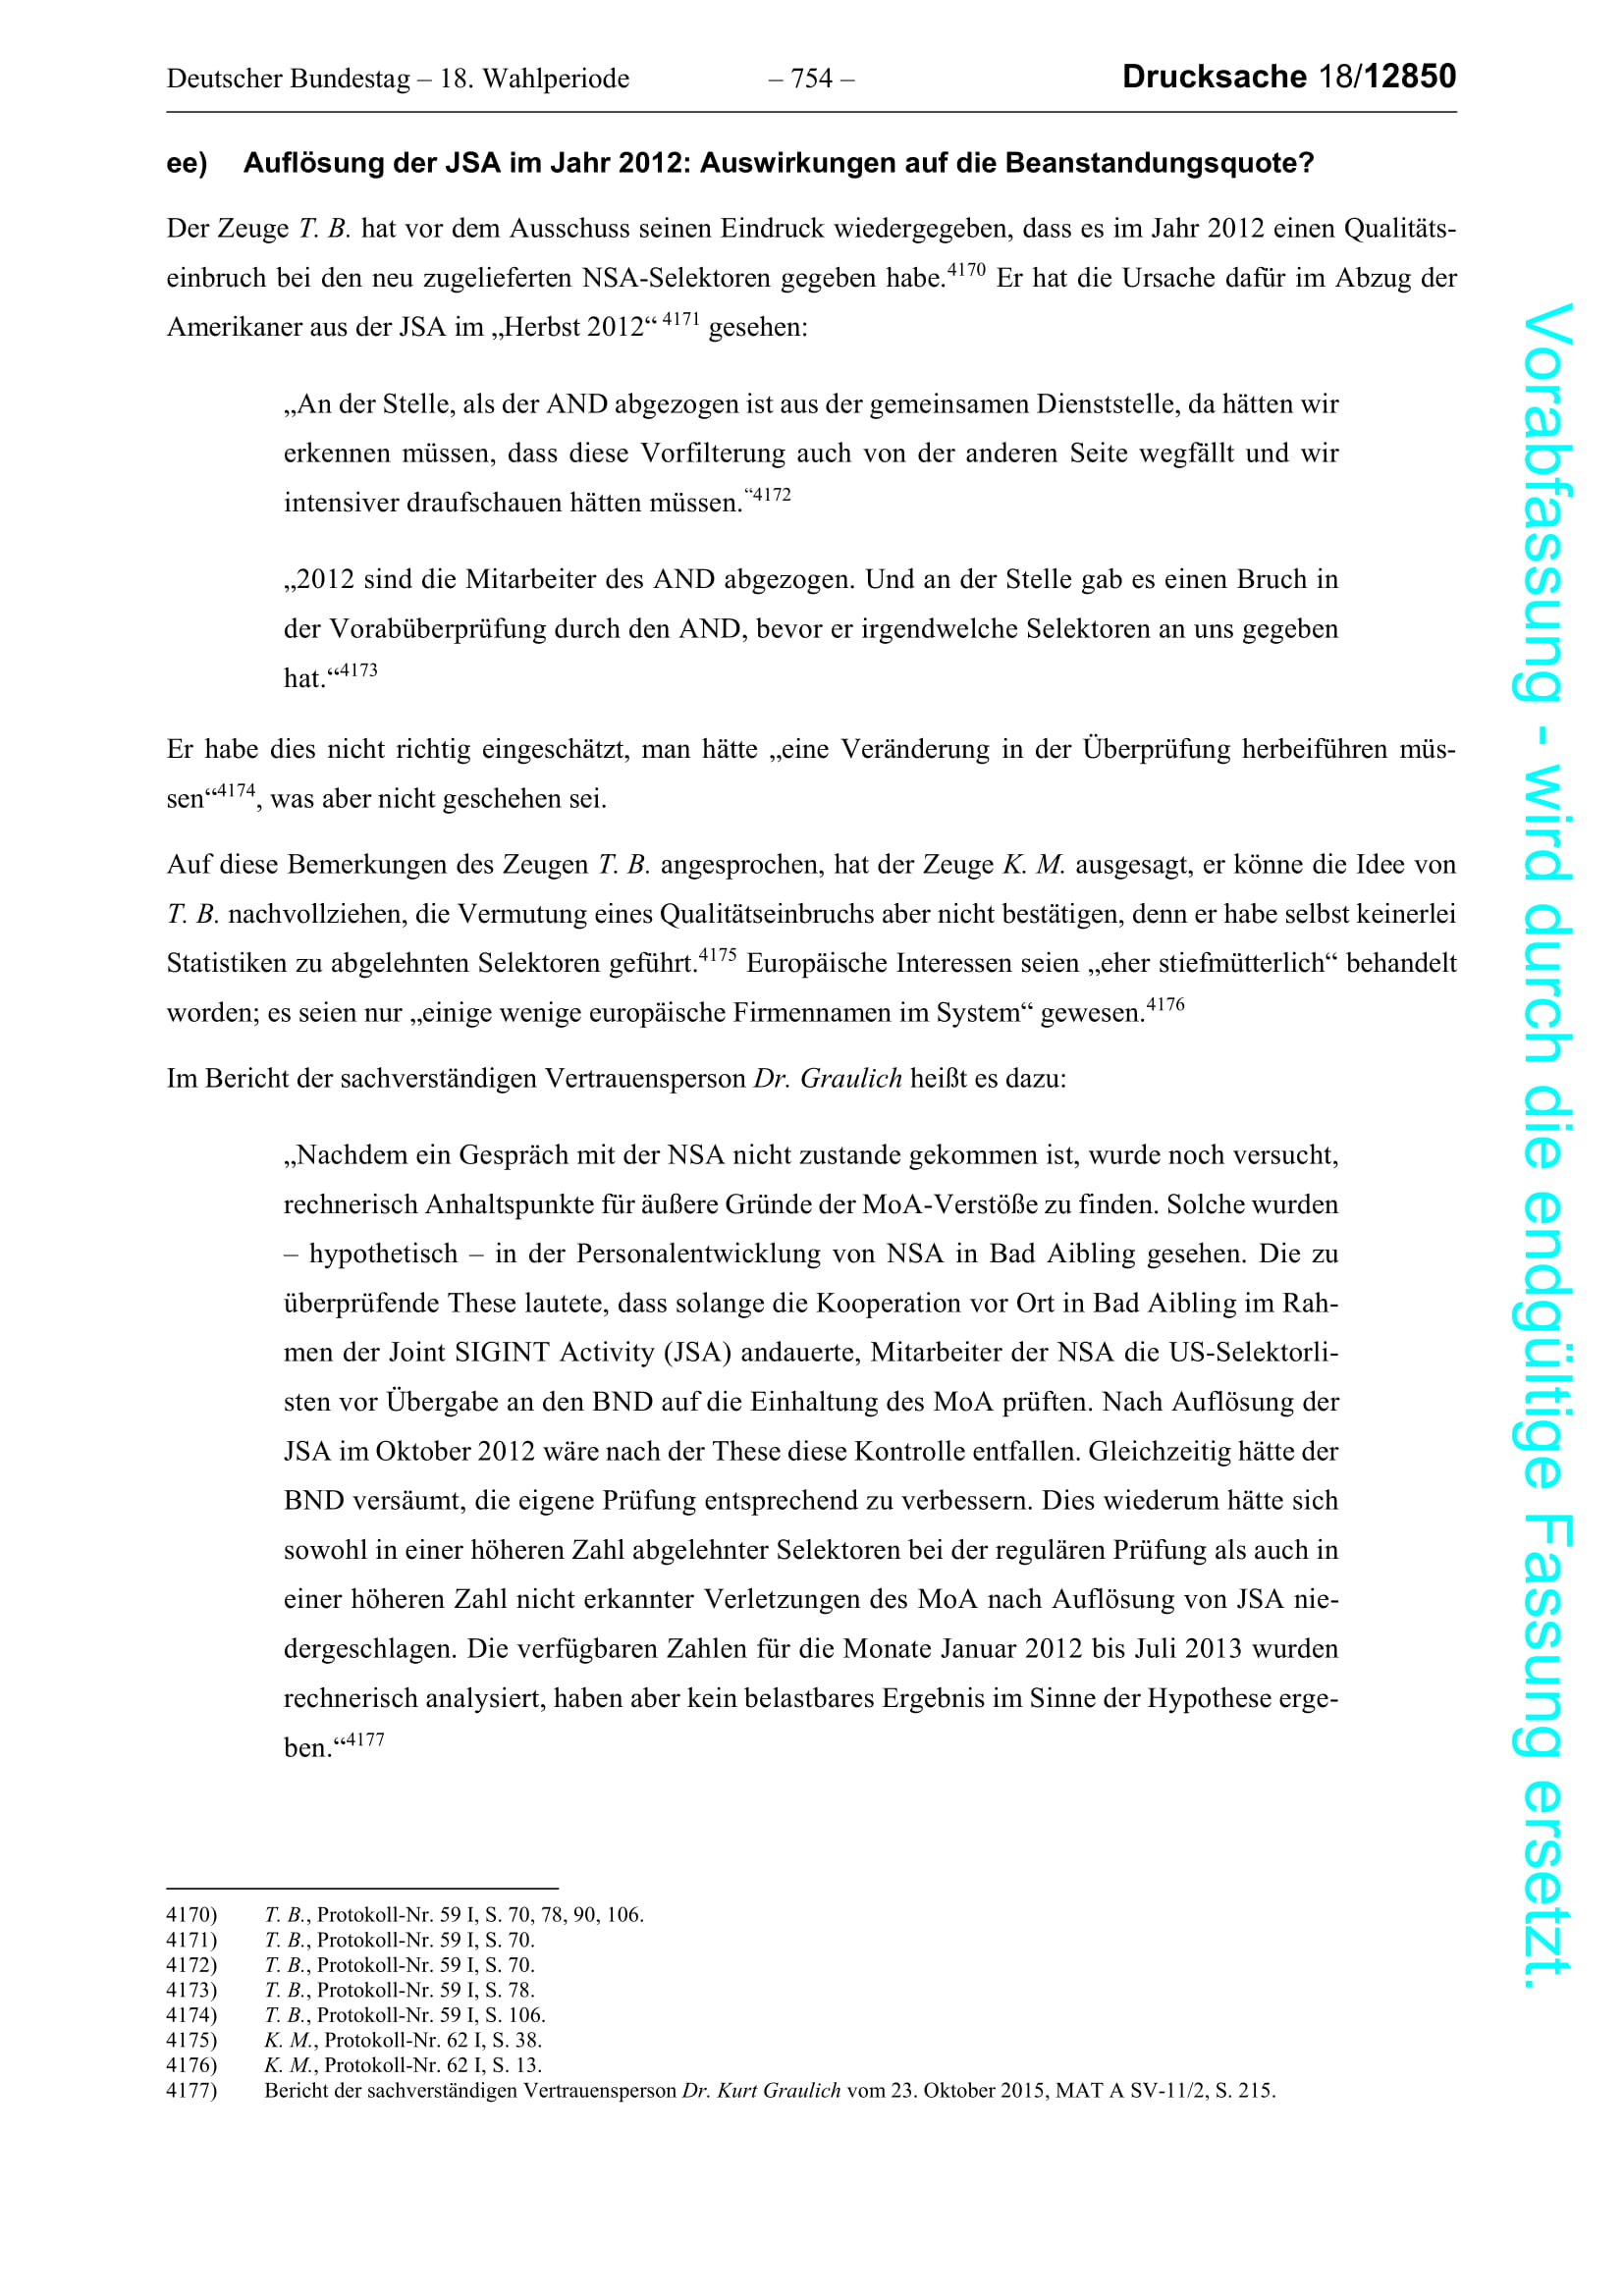 Deutscher Bundestag – 18. Wahlperiode – 754 – Drucksache 18/12850
ee) Auflösung der JSA im Jahr 2012: Auswirkungen auf die Beanstandungsquote?
Der Zeuge T. B. hat vor dem Ausschuss seinen Eindruck wiedergegeben, dass es im Jahr 2012 einen Qualitäts-
einbruch bei den neu zugelieferten NSA-Selektoren gegeben habe.4170 Er hat die Ursache dafür im Abzug der
Amerikaner aus der JSA im „Herbst 2012“ 4171 gesehen:
„An der Stelle, als der AND abgezogen ist aus der gemeinsamen Dienststelle, da hätten wir
erkennen müssen, dass diese Vorfilterung auch von der anderen Seite wegfällt und wir
intensiver draufschauen hätten müssen.“4172
„2012 sind die Mitarbeiter des AND abgezogen. Und an der Stelle gab es einen Bruch in
der Vorabüberprüfung durch den AND, bevor er irgendwelche Selektoren an uns gegeben
hat.“4173
Er habe dies nicht richtig eingeschätzt, man hätte „eine Veränderung in der Überprüfung herbeiführen müs-
sen“4174, was aber nicht geschehen sei.
Auf diese Bemerkungen des Zeugen T. B. angesprochen, hat der Zeuge K. M. ausgesagt, er könne die Idee von
T. B. nachvollziehen, die Vermutung eines Qualitätseinbruchs aber nicht bestätigen, denn er habe selbst keinerlei
Statistiken zu abgelehnten Selektoren geführt.4175 Europäische Interessen seien „eher stiefmütterlich“ behandelt
worden; es seien nur „einige wenige europäische Firmennamen im System“ gewesen.4176
Im Bericht der sachverständigen Vertrauensperson Dr. Graulich heißt es dazu:
„Nachdem ein Gespräch mit der NSA nicht zustande gekommen ist, wurde noch versucht,
rechnerisch Anhaltspunkte für äußere Gründe der MoA-Verstöße zu finden. Solche wurden
– hypothetisch – in der Personalentwicklung von NSA in Bad Aibling gesehen. Die zu
überprüfende These lautete, dass solange die Kooperation vor Ort in Bad Aibling im Rah-
men der Joint SIGINT Activity (JSA) andauerte, Mitarbeiter der NSA die US-Selektorli-
sten vor Übergabe an den BND auf die Einhaltung des MoA prüften. Nach Auflösung der
JSA im Oktober 2012 wäre nach der These diese Kontrolle entfallen. Gleichzeitig hätte der
BND versäumt, die eigene Prüfung entsprechend zu verbessern. Dies wiederum hätte sich
sowohl in einer höheren Zahl abgelehnter Selektoren bei der regulären Prüfung als auch in
einer höheren Zahl nicht erkannter Verletzungen des MoA nach Auflösung von JSA nie-
dergeschlagen. Die verfügbaren Zahlen für die Monate Januar 2012 bis Juli 2013 wurden
rechnerisch analysiert, haben aber kein belastbares Ergebnis im Sinne der Hypothese erge-
ben.“4177
4170) T. B., Protokoll-Nr. 59 I, S. 70, 78, 90, 106.
4171) T. B., Protokoll-Nr. 59 I, S. 70.
4172) T. B., Protokoll-Nr. 59 I, S. 70.
4173) T. B., Protokoll-Nr. 59 I, S. 78.
4174) T. B., Protokoll-Nr. 59 I, S. 106.
4175) K. M., Protokoll-Nr. 62 I, S. 38.
4176) K. M., Protokoll-Nr. 62 I, S. 13.
4177) Bericht der sachverständigen Vertrauensperson Dr. Kurt Graulich vom 23. Oktober 2015, MAT A SV-11/2, S. 215.
Vorabfassung - wird durch die endgültige Fassung ersetzt.